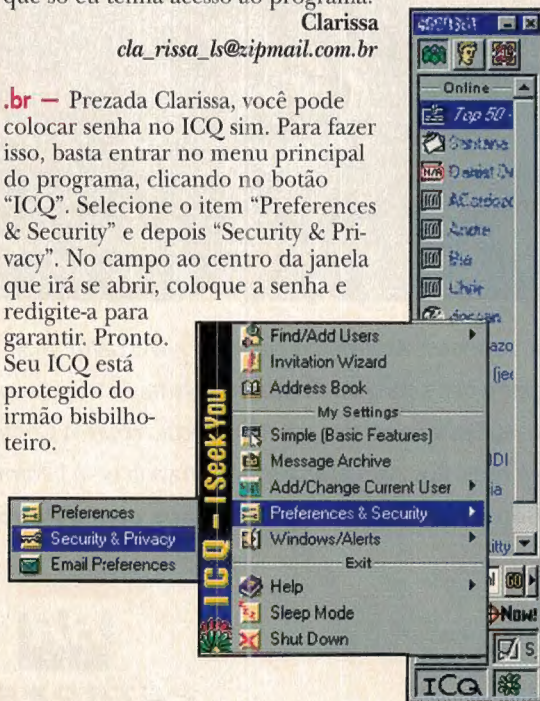 que só eu tenha acesso ao programa.
Clarissa
cla_rissa_ls@zipmail.com.br
.br — Prezada Clarissa, você pode
colocar senha no ICQ sim. Para fazer
isso, basta entrar no menu principal
do programa, clicando no botão
“ICQ”. Selecione o item “Preferences
& Security” e depois “Security & Pri-
vacy”. No campo ao centro da janela
que irá se abrir, coloque a senha e
redigite-a para
garantir. Pronto.
Seu ICQ está
protegido do
irmão bisbilho-
teiro.
Preferences
Security & Privacy
Email Preferences
ICQ - I Seek You
Find/Add Users
Invitation Wizard
Address Book
My Settings
Simple (Basic Features)
Message Archive
Add/Change Current User
Preferences & Security
Windows/Alerts
Exit
Help
Sleep Mode
Shut Down
Online
Top 50
Santana
Andre
Bia
Chris
Now!
ICQ